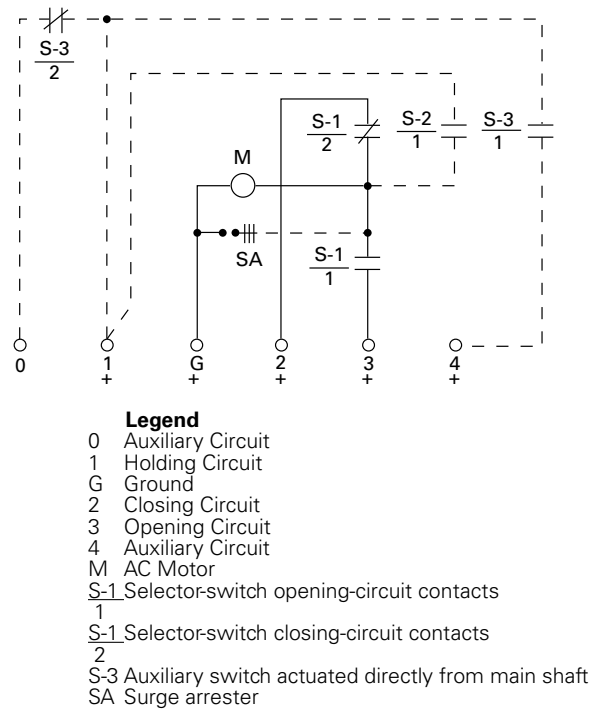 S-3
2
S-1
2
S-2
1
S-3
1
M
SA
S-1
1
0
1
+
G
+
2
+
3
+
4
+
Legend
0 Auxiliary Circuit
1 Holding Circuit
G Ground
2 Closing Circuit
3 Opening Circuit
4 Auxiliary Circuit
M AC Motor
S-1 Selector-switch opening-circuit contacts
1
S-1 Selector-switch closing-circuit contacts
2
S-3 Auxiliary switch actuated directly from main shaft
SA Surge arrester